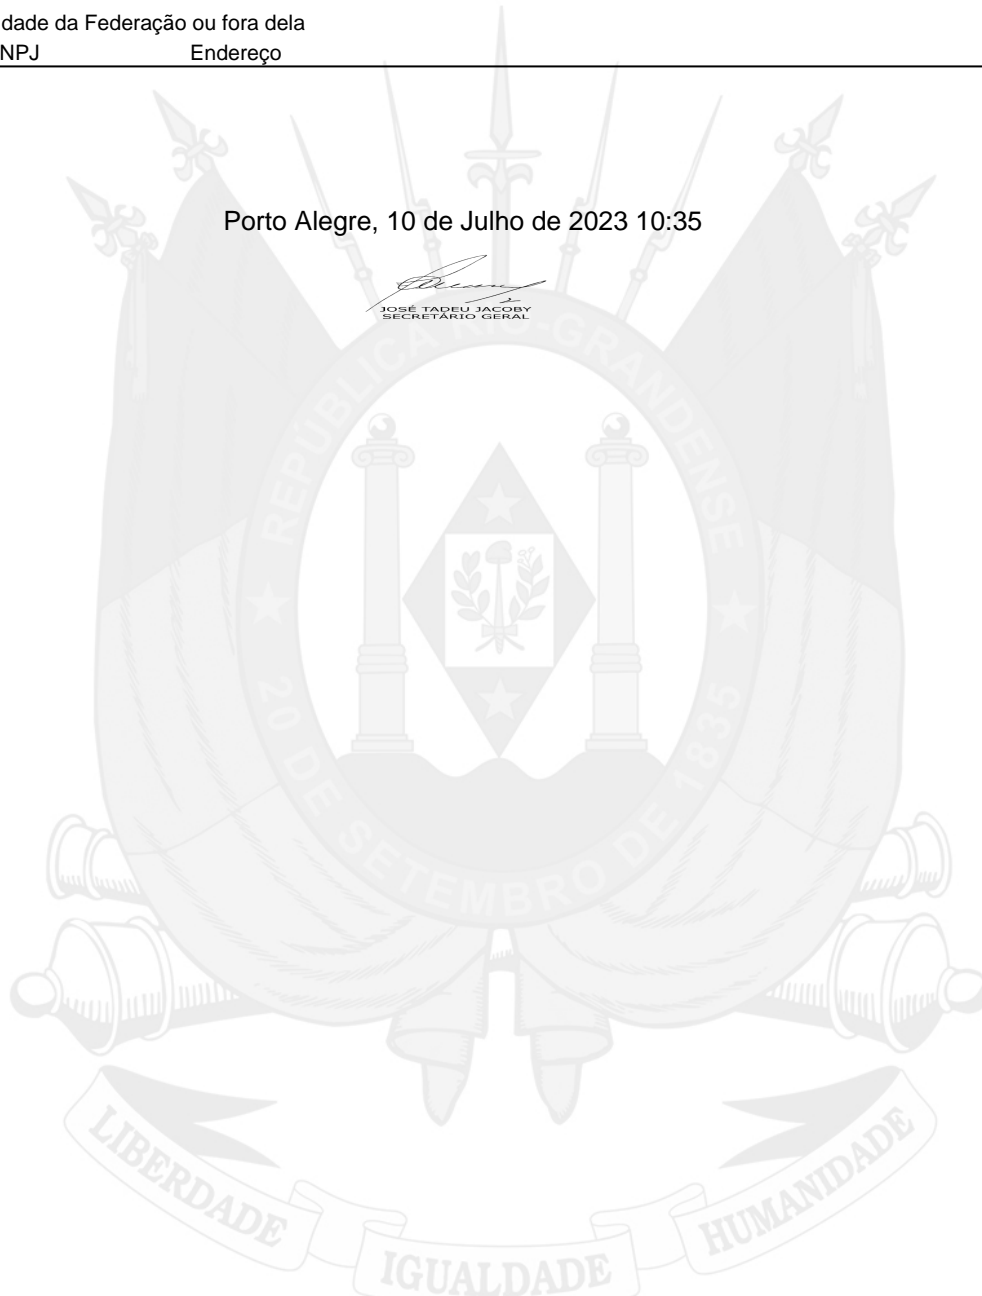 dade da Federação ou fora dela
NPJ Endereço
Porto Alegre, 10 de Julho de 2023 10:35
JOSÉ TADEU JACOBY
SECRETÁRIO GERAL
REPÚBLICA RIO-GRANDENSE
20 DE SETEMBRO DE 1835
LIBERDADE
IGUALDADE
HUMANIDADE